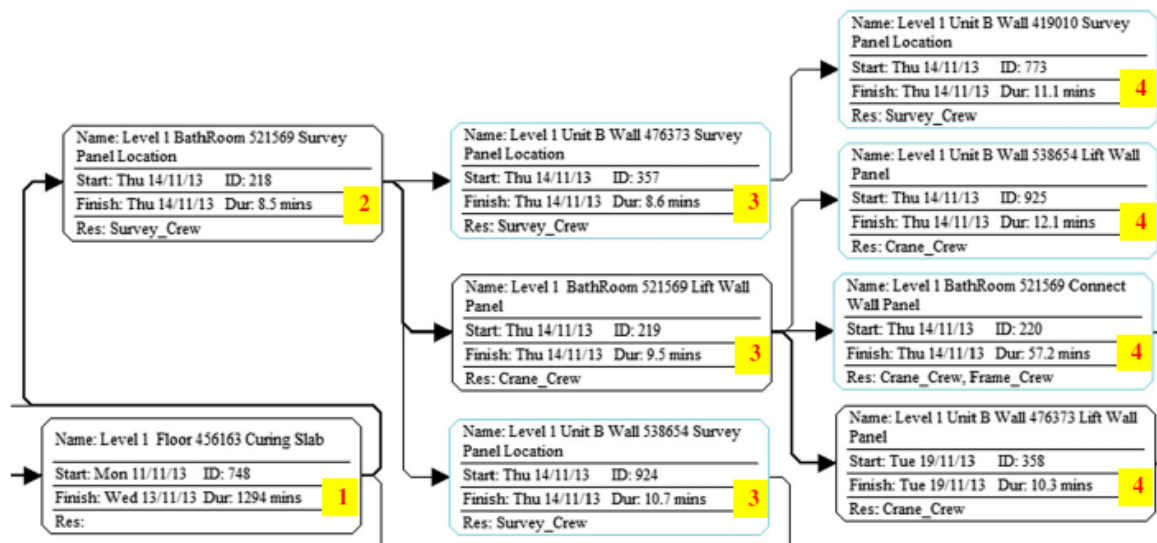 Name: Level 1 BathRoom 521569 Survey
Panel Location
Start: Thu 14/11/13 ID: 218
Finish: Thu 14/11/13 Dur: 8.5 mins
2
Res: Survey_Crew
Name: Level 1 Floor 456163 Curing Slab
Start: Mon 11/11/13 ID: 748
Finish: Wed 13/11/13 Dur: 1294 mins
1
Res:
Name: Level 1 Unit B Wall 476373 Survey
Panel Location
Start: Thu 14/11/13 ID: 357
Finish: Thu 14/11/13 Dur: 8.6 mins
3
Res: Survey_Crew
Name: Level 1 BathRoom 521569 Lift Wall
Panel
Start: Thu 14/11/13 ID: 219
Finish: Thu 14/11/13 Dur: 9.5 mins
3
Res: Crane_Crew
Name: Level 1 Unit B Wall 538654 Survey
Panel Location
Start: Thu 14/11/13 ID: 924
Finish: Thu 14/11/13 Dur: 10.7 mins
3
Res: Survey_Crew
Name: Level 1 Unit B Wall 419010 Survey
Panel Location
Start: Thu 14/11/13 ID: 773
Finish: Thu 14/11/13 Dur: 11.1 mins
4
Res: Survey_Crew
Name: Level 1 Unit B Wall 538654 Lift Wall
Panel
Start: Thu 14/11/13 ID: 925
Finish: Thu 14/11/13 Dur: 12.1 mins
4
Res: Crane_Crew
Name: Level 1 BathRoom 521569 Connect
Wall Panel
Start: Thu 14/11/13 ID: 220
Finish: Thu 14/11/13 Dur: 57.2 mins
4
Res: Crane_Crew, Frame_Crew
Name: Level 1 Unit B Wall 476373 Lift Wall
Panel
Start: Tue 19/11/13 ID: 358
Finish: Tue 19/11/13 Dur: 10.3 mins
4
Res: Crane_Crew